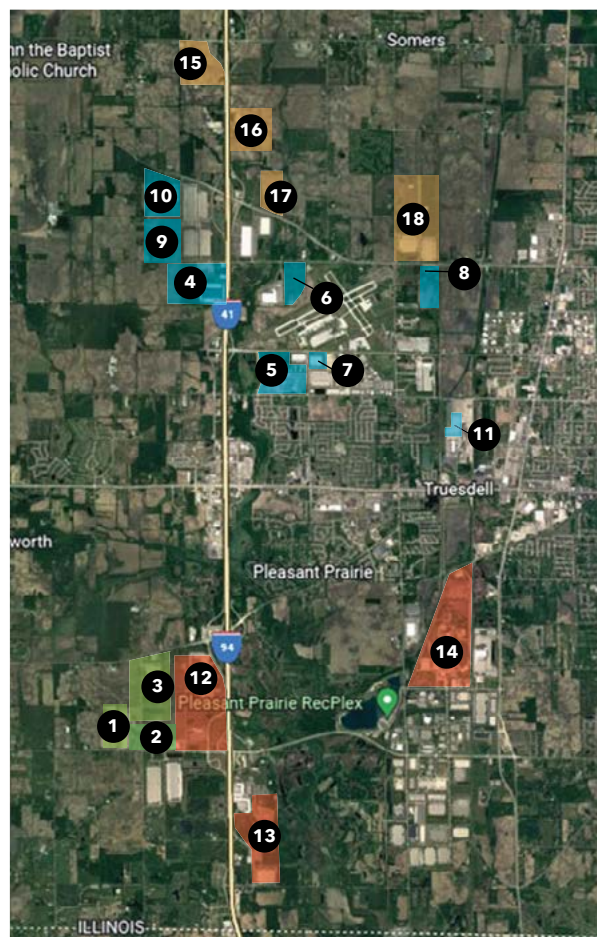 nn the Baptist
olic Church
Somers
15
16
10
17
18
9
4
6
8
41
5
7
11
Truesdell
worth
Pleasant Prairie
94
14
12
3
Pleasant Prairie RecPlex
1
2
13
ILLINOIS